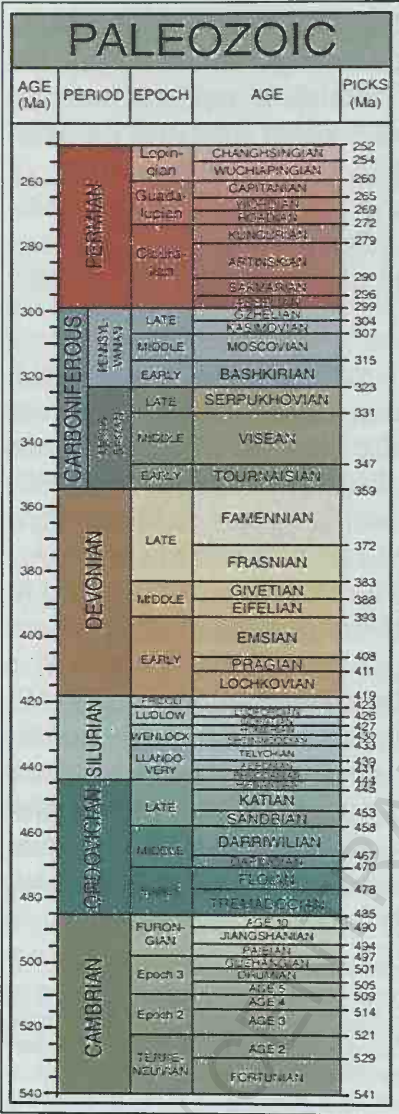 PALEOZOIC
AGE (Ma)
PERIOD
EPOCH
AGE
PICKS (Ma)
260
280
300
320
340
360
380
400
420
440
460
480
500
520
540
PERMIAN
CARBONIFEROUS
DEVONIAN
SILURIAN
ORDOVICIAN
CAMBRIAN
Lopin-
gian
Guada-
lupian
LATE
MIDDLE
EARLY
LATE
MIDDLE
EARLY
LATE
MIDDLE
EARLY
LUDLOW
WENLOCK
LLANDO-
VERY
LATE
MIDDLE
FURON-
GIAN
Epoch 3
Epoch 2
CHANGHSINGIAN
WUCHIAPINGIAN
CAPITANIAN
ROADIAN
KUNGURIAN
ARTINSKIAN
GZHELIAN
KASIMOVIAN
MOSCOVIAN
BASHKIRIAN
SERPUKHOVIAN
VISEAN
TOURNAISIAN
FAMENNIAN
FRASNIAN
GIVETIAN
EIFELIAN
EMSIAN
PRAGIAN
LOCHKOVIAN
TELYCHIAN
KATIAN
SANDBIAN
DARRIWILIAN
FLOIAN
TREMADOCIAN
AGE 10
JIANGSHANIAN
PAIBIAN
DRUMIAN
AGE 5
AGE 4
AGE 3
AGE 2
FORTUNIAN
252
254
260
265
269
272
279
290
296
299
304
307
315
323
331
347
359
372
383
388
393
408
411
419
423
426
427
430
433
439
441
444
445
453
458
467
470
478
485
490
494
497
501
505
509
514
521
529
541